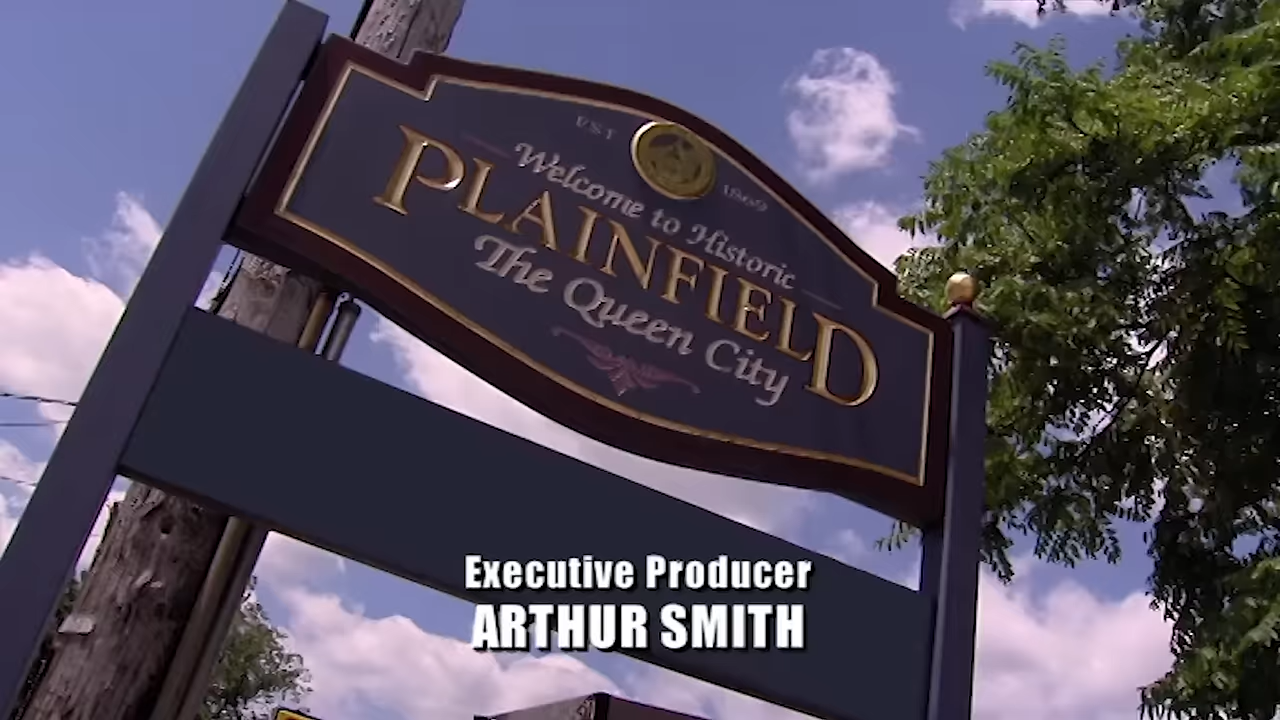 EST 1869
Welcome to Historic
PLAINFIELD
The Queen City
Executive Producer
ARTHUR SMITH